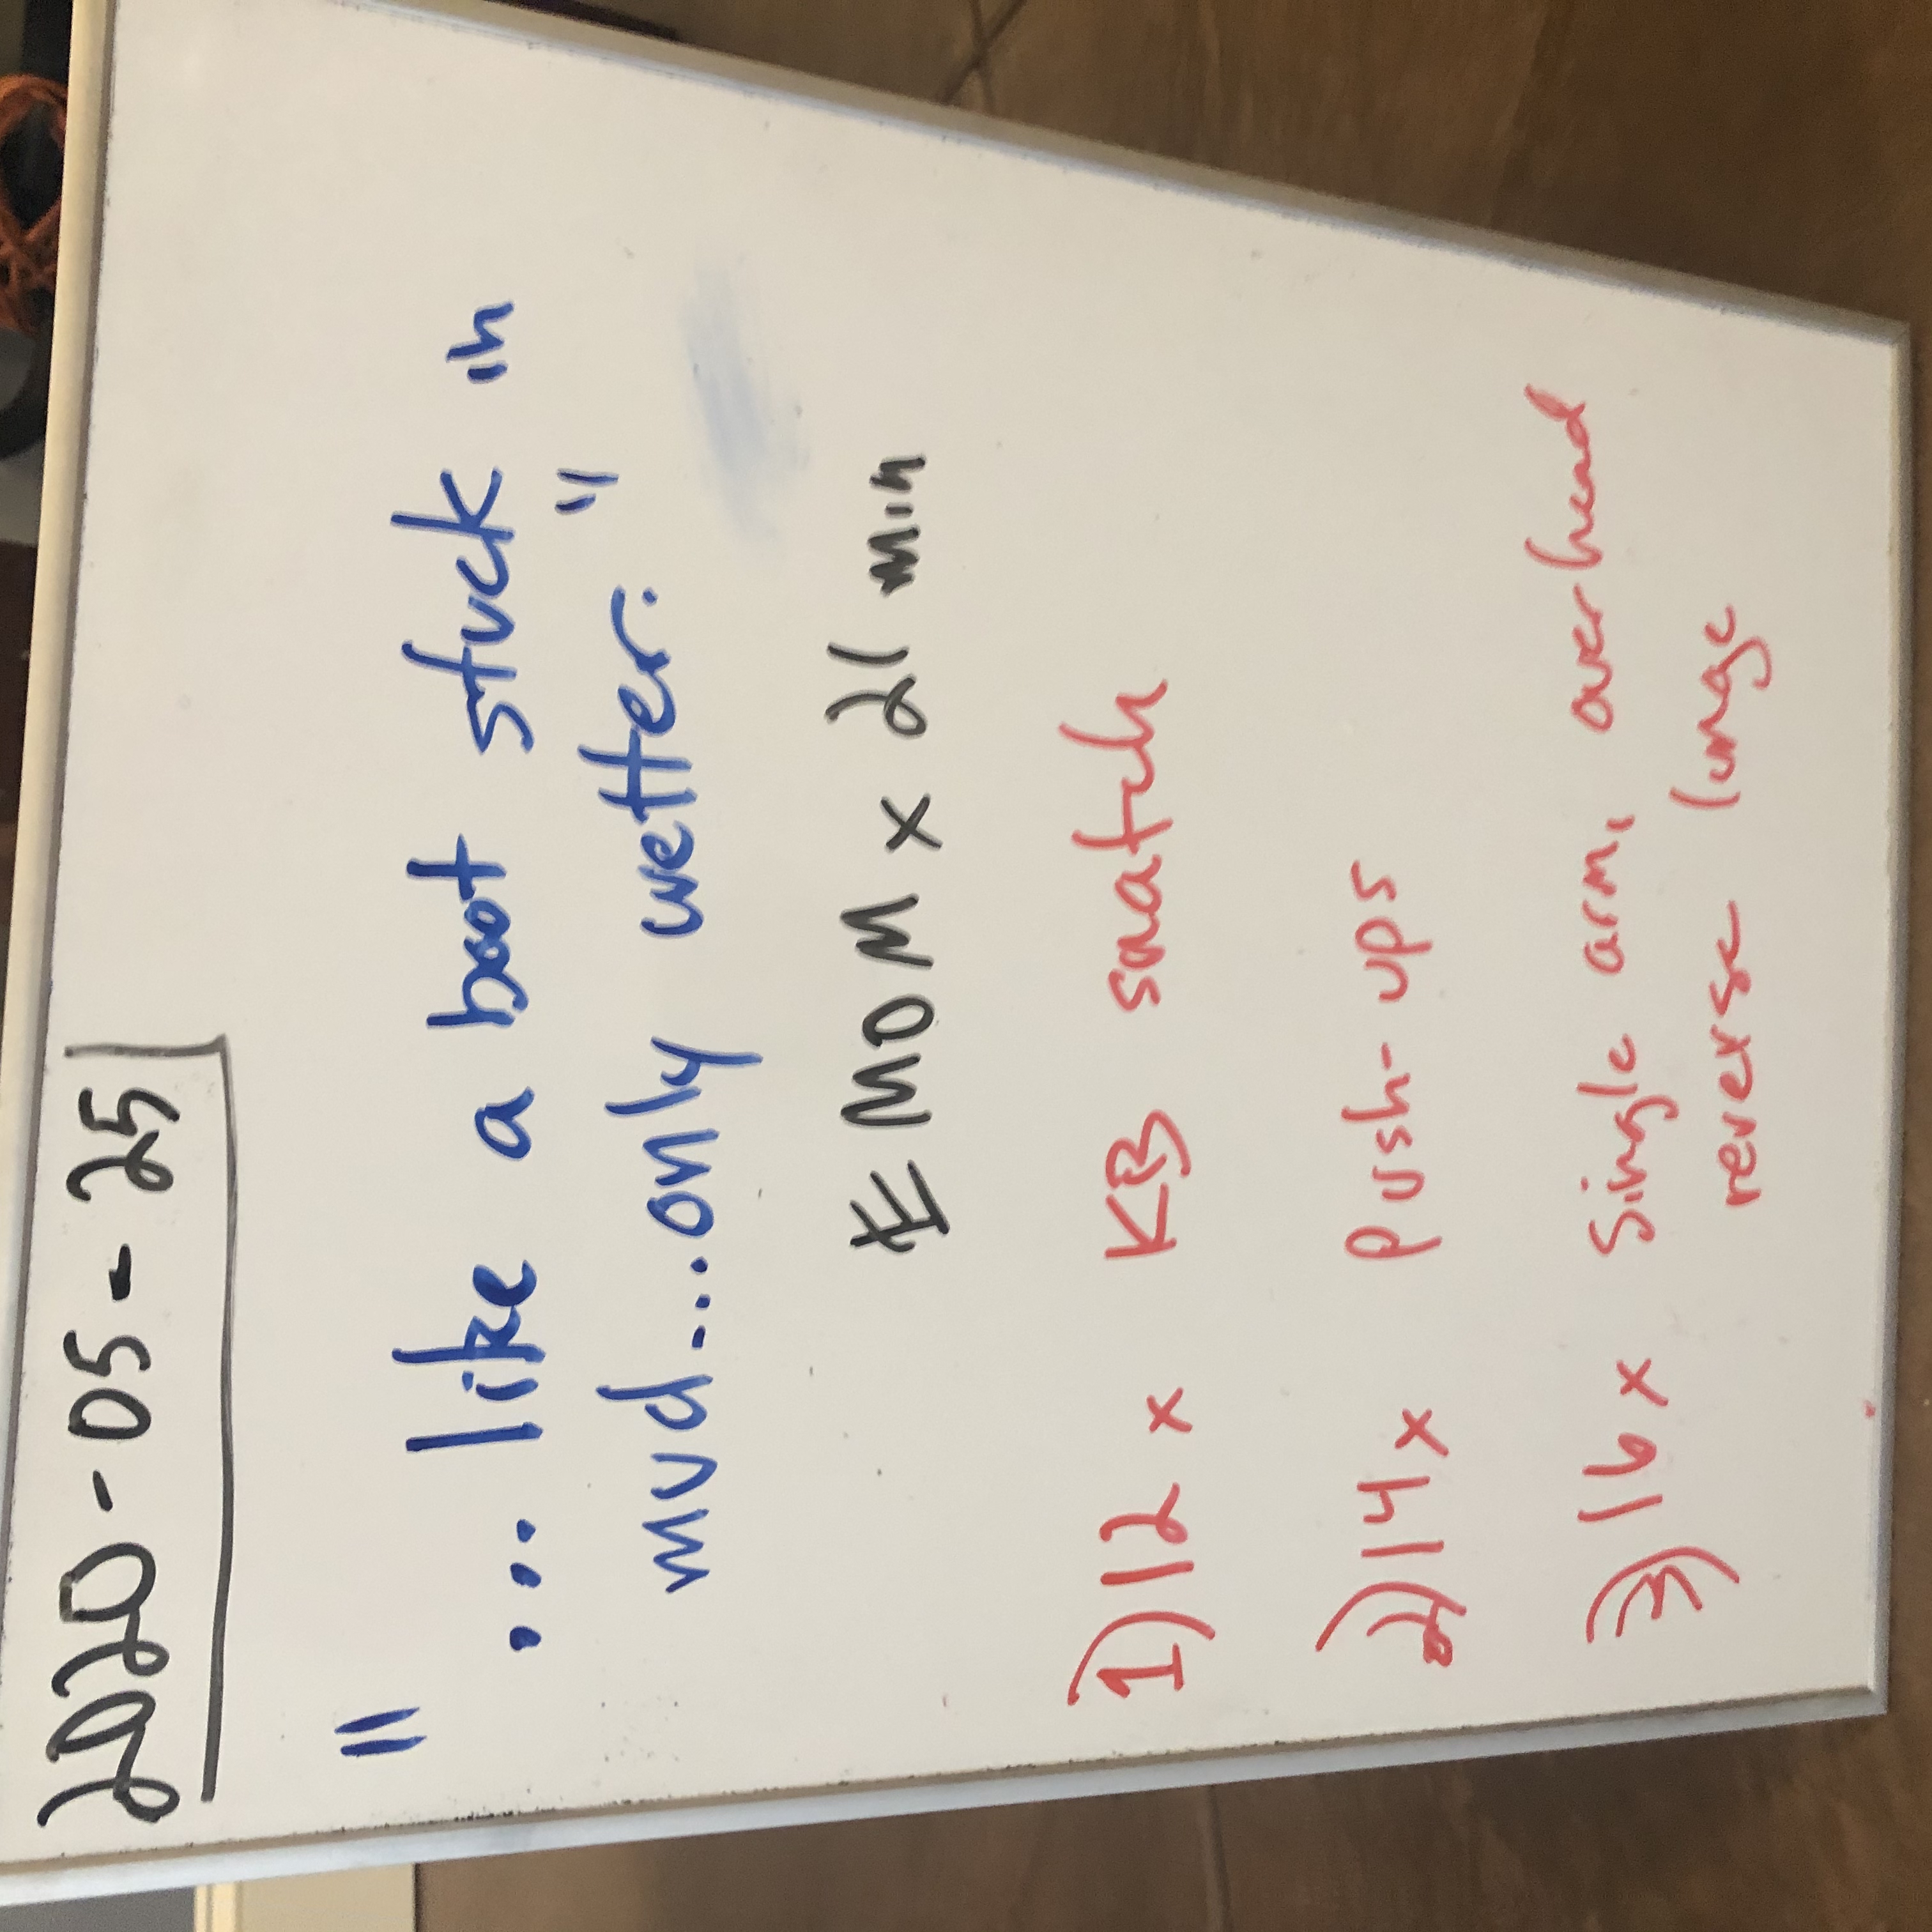 2020-05-25
"
... like a boot stuck in
mud...only wetter."
EMOM x 21 min
1) 12 x KB snatch
2) 14 x Push-ups
3) 16 x Single arm, overhead
reverse lunge